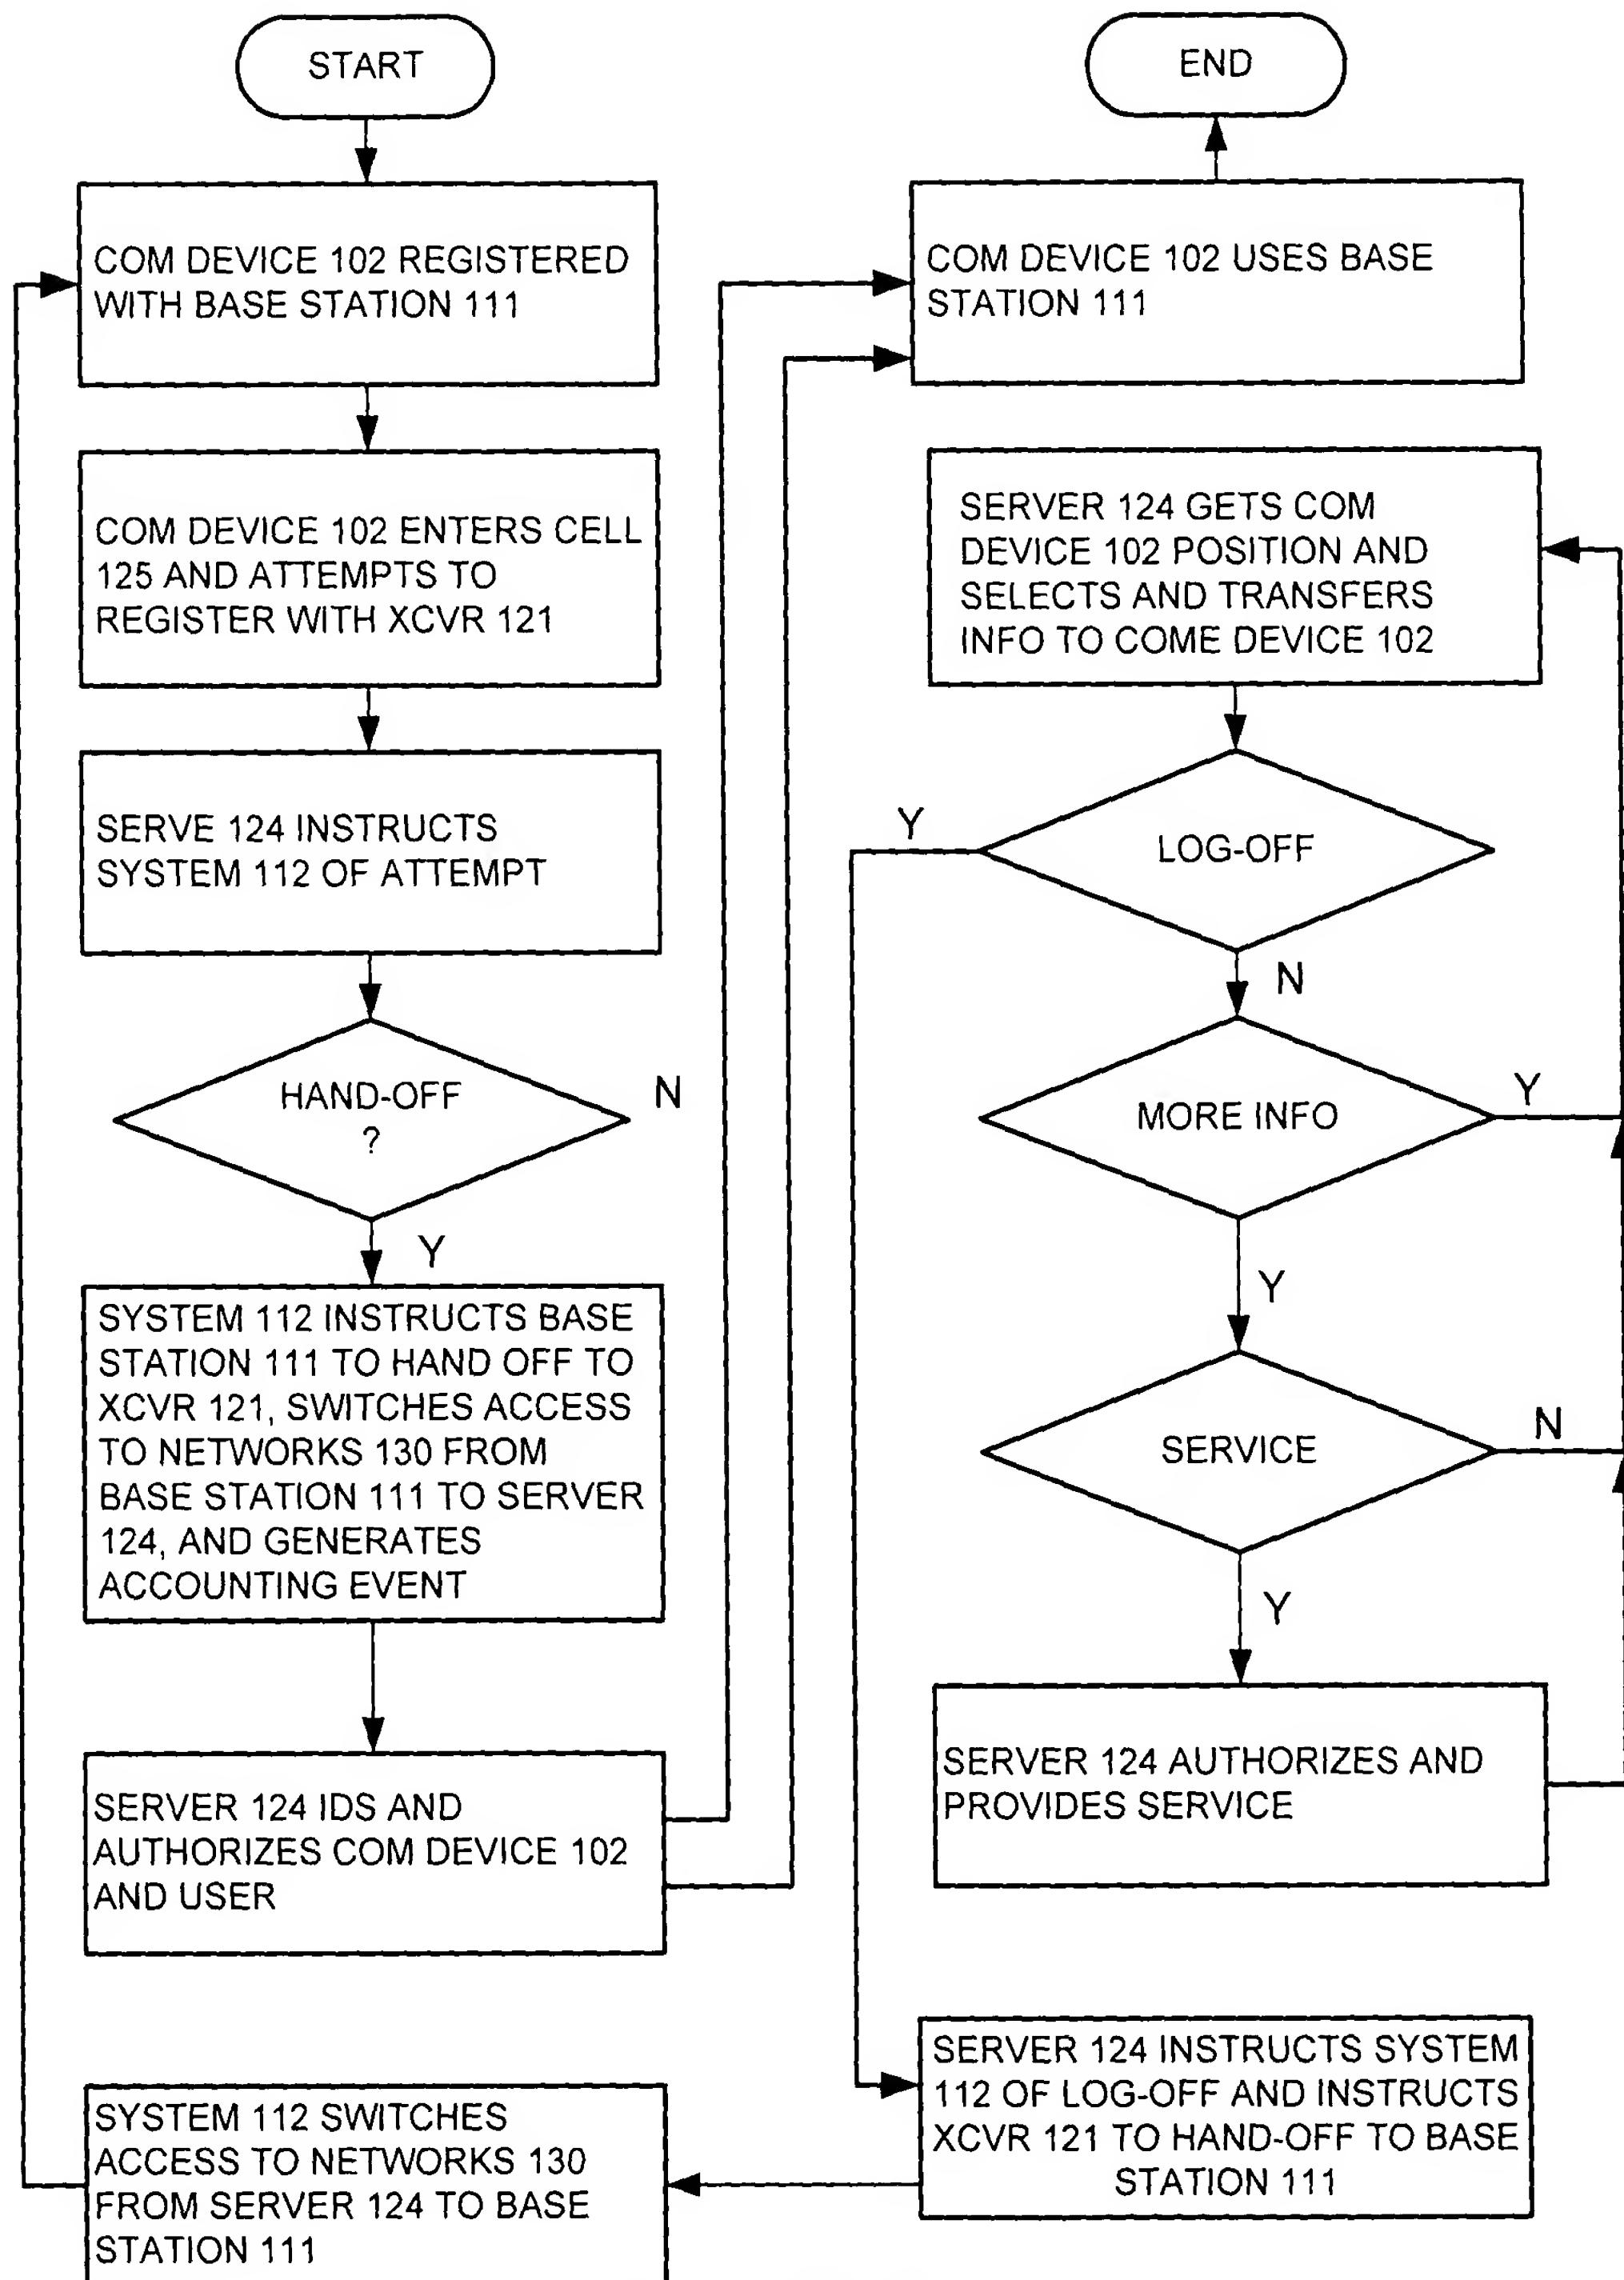 START
COM DEVICE 102 REGISTERED
WITH BASE STATION 111
COM DEVICE 102 ENTERS CELL
125 AND ATTEMPTS TO
REGISTER WITH XCVR 121
SERVE 124 INSTRUCTS
SYSTEM 112 OF ATTEMPT
HAND-OFF
?
N
Y
SYSTEM 112 INSTRUCTS BASE
STATION 111 TO HAND OFF TO
XCVR 121, SWITCHES ACCESS
TO NETWORKS 130 FROM
BASE STATION 111 TO SERVER
124, AND GENERATES
ACCOUNTING EVENT
SERVER 124 IDS AND
AUTHORIZES COM DEVICE 102
AND USER
SYSTEM 112 SWITCHES
ACCESS TO NETWORKS 130
FROM SERVER 124 TO BASE
STATION 111
END
COM DEVICE 102 USES BASE
STATION 111
SERVER 124 GETS COM
DEVICE 102 POSITION AND
SELECTS AND TRANSFERS
INFO TO COME DEVICE 102
Y
LOG-OFF
N
MORE INFO
Y
Y
SERVICE
N
Y
SERVER 124 AUTHORIZES AND
PROVIDES SERVICE
SERVER 124 INSTRUCTS SYSTEM
112 OF LOG-OFF AND INSTRUCTS
XCVR 121 TO HAND-OFF TO BASE
STATION 111